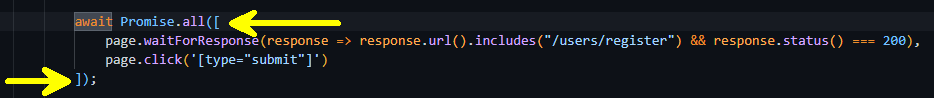 await Promise.all([
page.waitForResponse(response => response.url().includes("/users/register") && response.status() === 200),
page.click('[type="submit"]')
]);